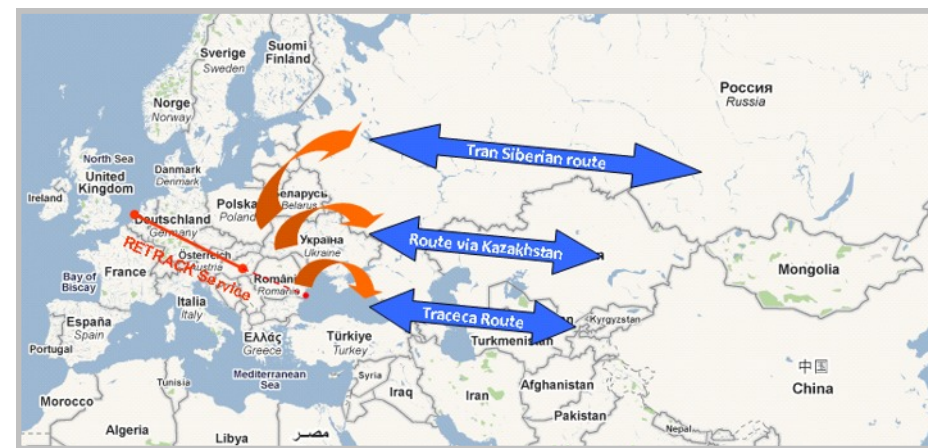 Sverige
Sweden
Suomi
Finland
Norge
Norway
Россия
Russia
North Sea
United
Kingdom
Danmark
Denmark
Ireland
Tran Siberian route
Polska
Poland
Беларусь
Belarus
Deutschland
Germany
RETRACK Service
Україна
Ukraine
Route via Kazakhstan
Österreich
Austria
France
Bay of
Biscay
Români
Romania
Mongolia
Italia
Italy
España
Spain
Portugal
Ελλάς
Greece
Türkiye
Turkey
Traceca Route
Kyrgyzstan
Turkmenistan
中国
China
Mediterranean
Sea
Tunisia
Syria
Iraq
Iran
Afghanistan
Pakistan
Nepal
Morocco
Algeria
Libya
مصر